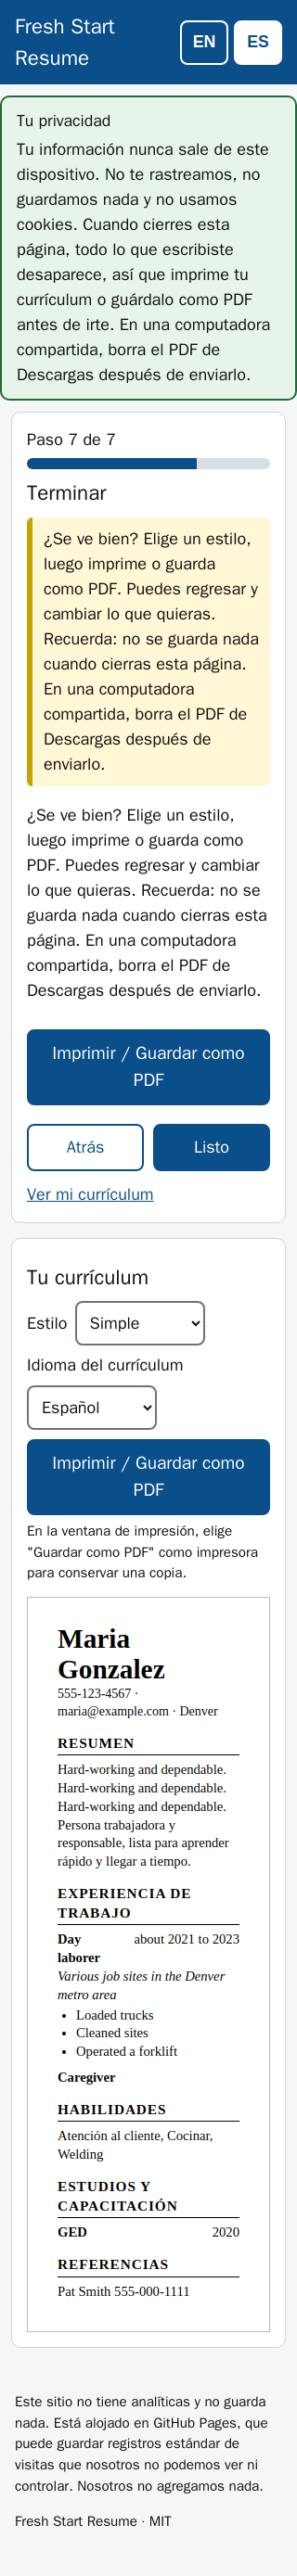 Fresh Start
Resume
EN
ES
Tu privacidad
Tu información nunca sale de este
dispositivo. No te rastreamos, no
guardamos nada y no usamos
cookies. Cuando cierres esta
página, todo lo que escribiste
desaparece, así que imprime tu
currículum o guárdalo como PDF
antes de irte. En una computadora
compartida, borra el PDF de
Descargas después de enviarlo.
Paso 7 de 7
Terminar
¿Se ve bien? Elige un estilo,
luego imprime o guarda
como PDF. Puedes regresar y
cambiar lo que quieras.
Recuerda: no se guarda nada
cuando cierras esta página.
En una computadora
compartida, borra el PDF de
Descargas después de
enviarlo.
¿Se ve bien? Elige un estilo,
luego imprime o guarda como
PDF. Puedes regresar y cambiar
lo que quieras. Recuerda: no se
guarda nada cuando cierras esta
página. En una computadora
compartida, borra el PDF de
Descargas después de enviarlo.
Imprimir / Guardar como
PDF
Atrás
Listo
Ver mi currículum
Tu currículum
Estilo
Simple
Idioma del currículum
Español
Imprimir / Guardar como
PDF
En la ventana de impresión, elige
"Guardar como PDF" como impresora
para conservar una copia.
Maria
Gonzalez
555-123-4567 ·
maria@example.com · Denver
RESUMEN
Hard-working and dependable.
Hard-working and dependable.
Hard-working and dependable.
Persona trabajadora y
responsable, lista para aprender
rápido y llegar a tiempo.
EXPERIENCIA DE
TRABAJO
Day about 2021 to 2023
laborer
Various job sites in the Denver
metro area
• Loaded trucks
• Cleaned sites
• Operated a forklift
Caregiver
HABILIDADES
Atención al cliente, Cocinar,
Welding
ESTUDIOS Y
CAPACITACIÓN
GED 2020
REFERENCIAS
Pat Smith 555-000-1111
Este sitio no tiene analíticas y no guarda
nada. Está alojado en GitHub Pages, que
puede guardar registros estándar de
visitas que nosotros no podemos ver ni
controlar. Nosotros no agregamos nada.
Fresh Start Resume · MIT